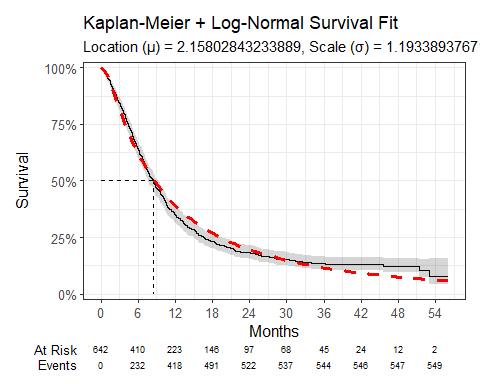 Kaplan-Meier + Log-Normal Survival Fit
Location (μ) = 2.15802843233889, Scale (σ) = 1.1933893767
100%
75%
50%
25%
0%
Survival
0 6 12 18 24 30 36 42 48 54
Months
At Risk 642 410 223 146 97 68 45 24 12 2
Events 0 232 418 491 522 537 544 546 547 549